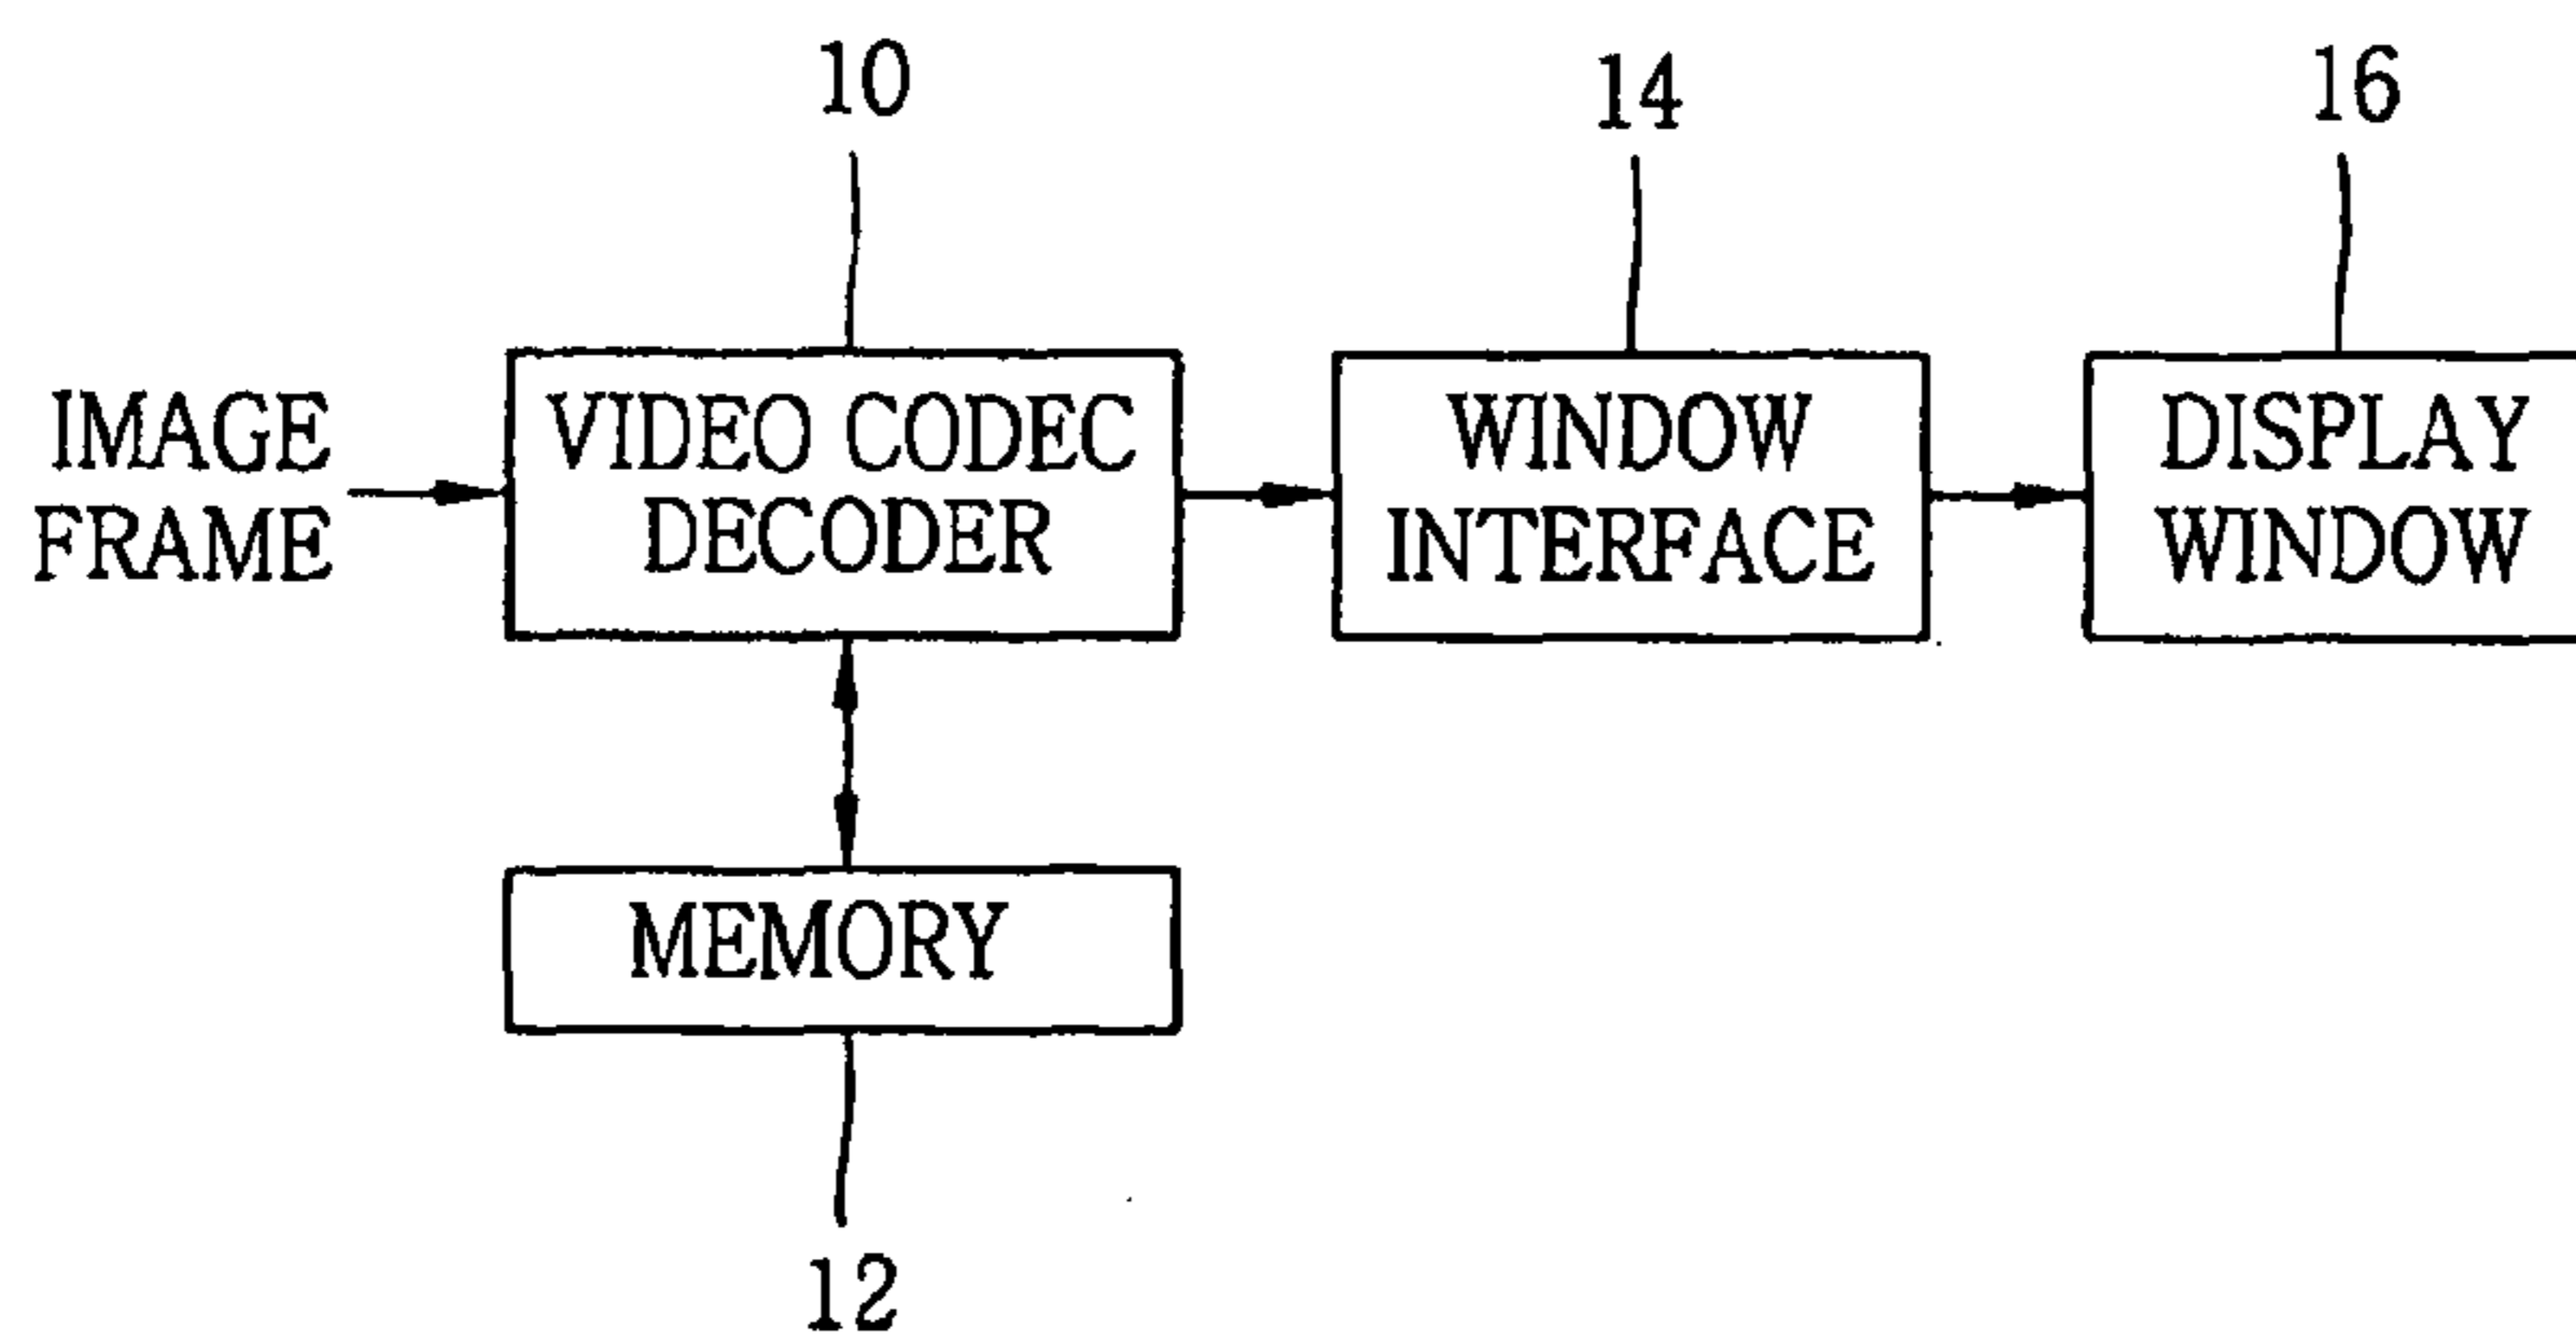 10
14
16
IMAGE
FRAME
VIDEO CODEC
DECODER
WINDOW
INTERFACE
DISPLAY
WINDOW
MEMORY
12